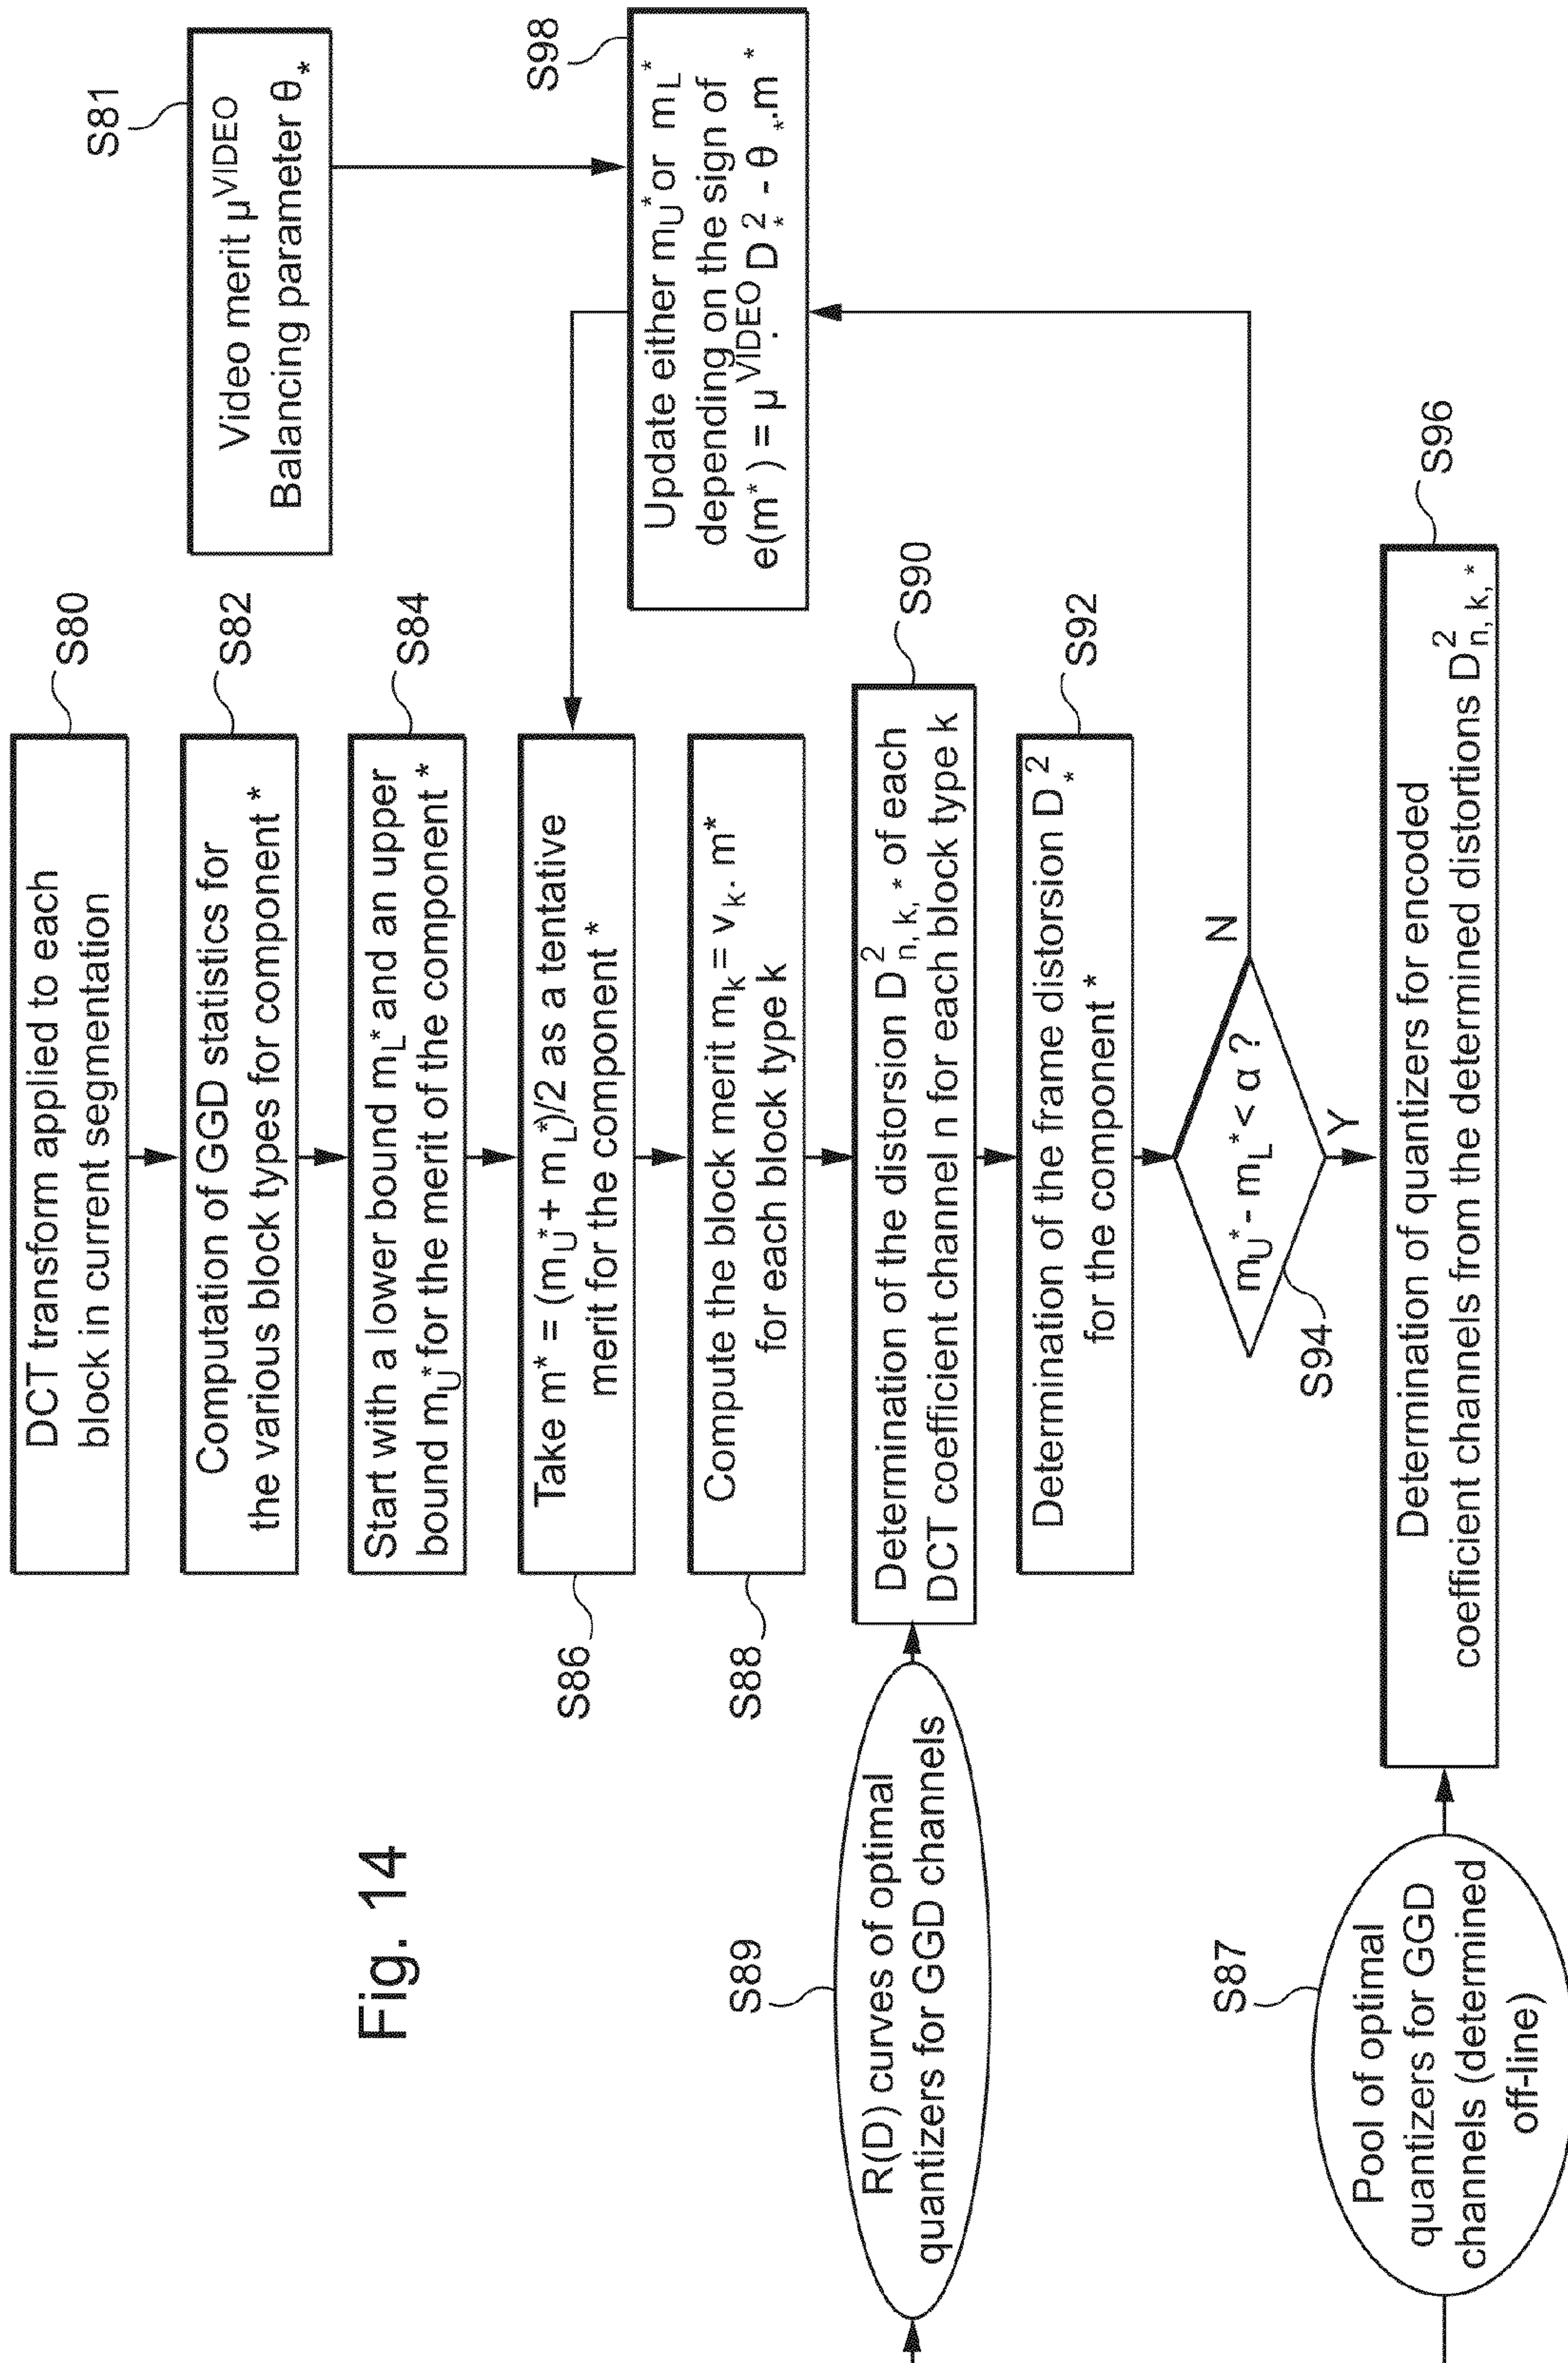 Fig. 14
S80
DCT transform applied to each
block in current segmentation
S82
Computation of GGD statistics for
the various block types for component *
S84
Start with a lower bound m_L* and an upper
bound m_U* for the merit of the component *
S86
Take m* = (m_U* + m_L*)/2 as a tentative
merit for the component *
S88
Compute the block merit m_k = v_k. m*
for each block type k
S89
R(D) curves of optimal
quantizers for GGD channels
S90
Determination of the distorsion D²_n, k, * of each
DCT coefficient channel n for each block type k
S92
Determination of the frame distorsion D_*²
for the component *
S94
m_U* - m_L* < α ?
N
Y
S81
Video merit μ^VIDEO
Balancing parameter θ_*
S98
Update either m_U* or m_L*
depending on the sign of
e(m*) = μ^VIDEO . D_*² - θ_*.m*
S87
Pool of optimal
quantizers for GGD
channels (determined
off-line)
S96
Determination of quantizers for encoded
coefficient channels from the determined distortions D²_n, k, *